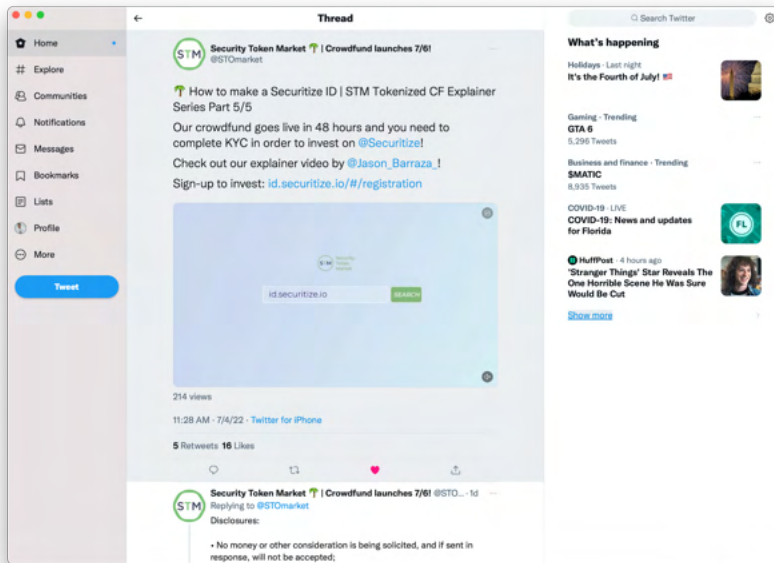 Home
Explore
Communities
Notifications
Messages
Bookmarks
Lists
Profile
More
Tweet
Thread
STM
Security Token Market 🌴 | Crowdfund launches 7/6!
@STOmarket
🌴 How to make a Securitize ID | STM Tokenized CF Explainer
Series Part 5/5
Our crowdfund goes live in 48 hours and you need to
complete KYC in order to invest on @Securitize!
Check out our explainer video by @Jason_Barraza_!
Sign-up to invest: id.securitize.io/#/registration
STM
Security
Token
Market
id.securitize.io
SEARCH
214 views
11:28 AM · 7/4/22 · Twitter for iPhone
5 Retweets 16 Likes
STM
Security Token Market 🌴 | Crowdfund launches 7/6! @STO... · 1d
Replying to @STOmarket
Disclosures:
• No money or other consideration is being solicited, and if sent in
response, will not be accepted;
Search Twitter
What's happening
Holidays · Last night
It's the Fourth of July! 🇺🇸
Gaming · Trending
GTA 6
5,296 Tweets
Business and finance · Trending
$MATIC
8,935 Tweets
COVID-19 · LIVE
COVID-19: News and updates
for Florida
FL
HuffPost · 4 hours ago
'Stranger Things' Star Reveals The
One Horrible Scene He Was Sure
Would Be Cut
Show more